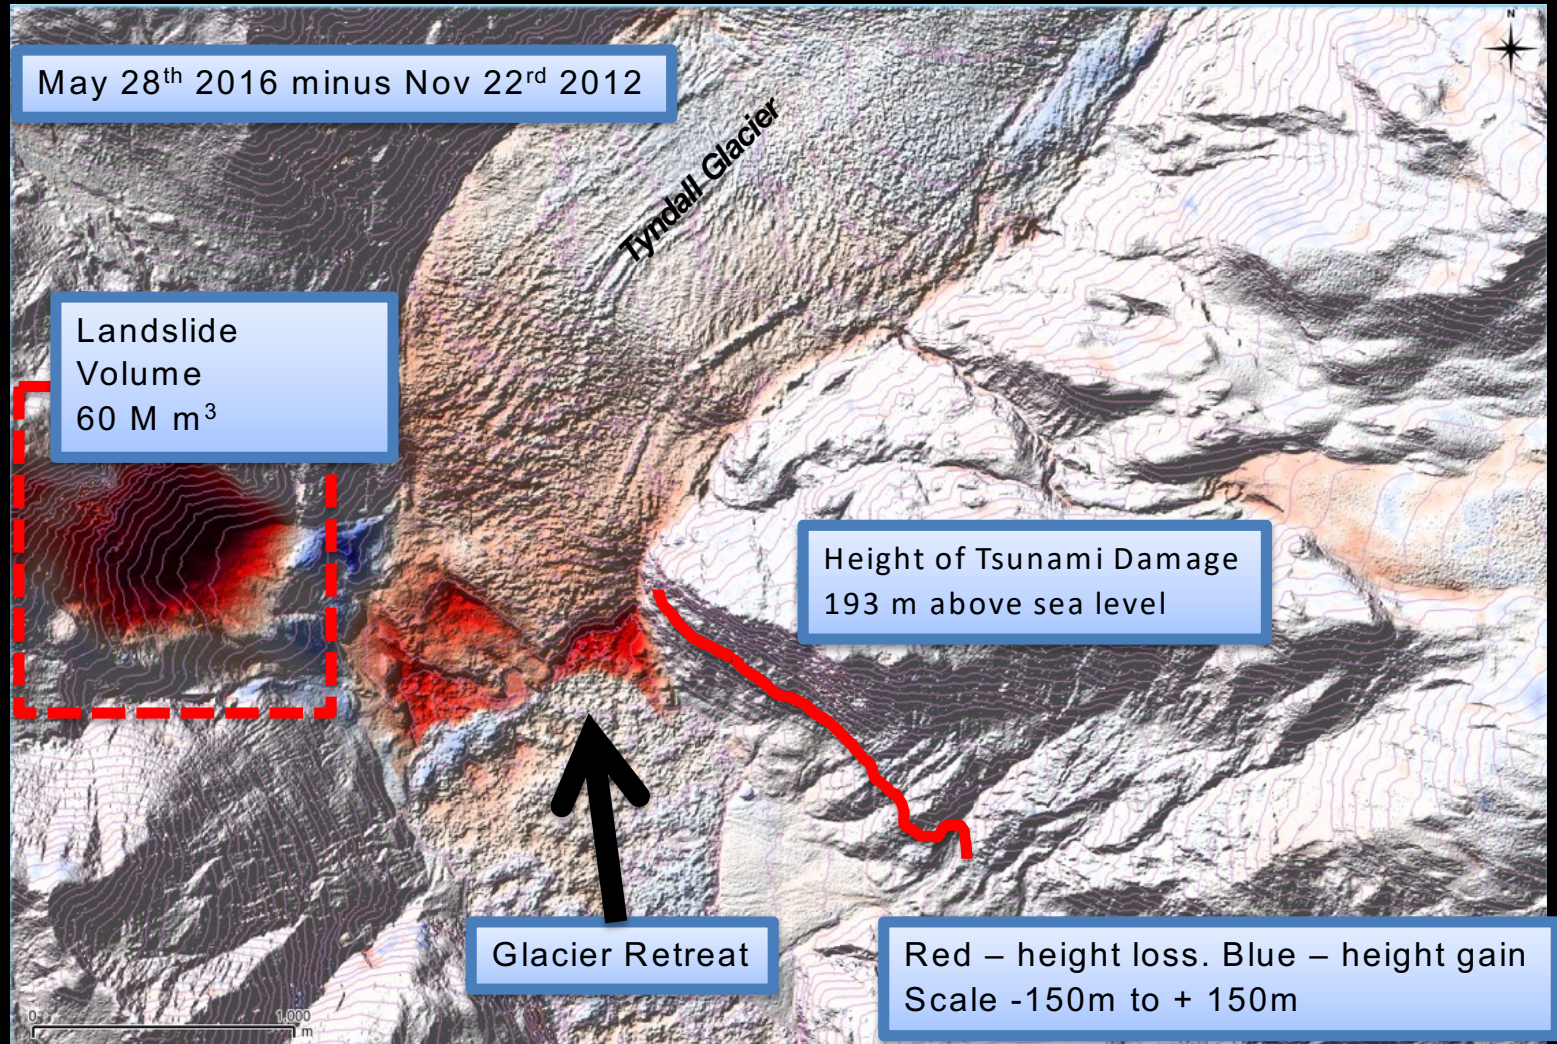 N
May 28th 2016 minus Nov 22rd 2012
Tyndall Glacier
Landslide
Volume
60 M m³
Height of Tsunami Damage
193 m above sea level
Glacier Retreat
Red – height loss. Blue – height gain
Scale -150m to + 150m
0 1,000
m